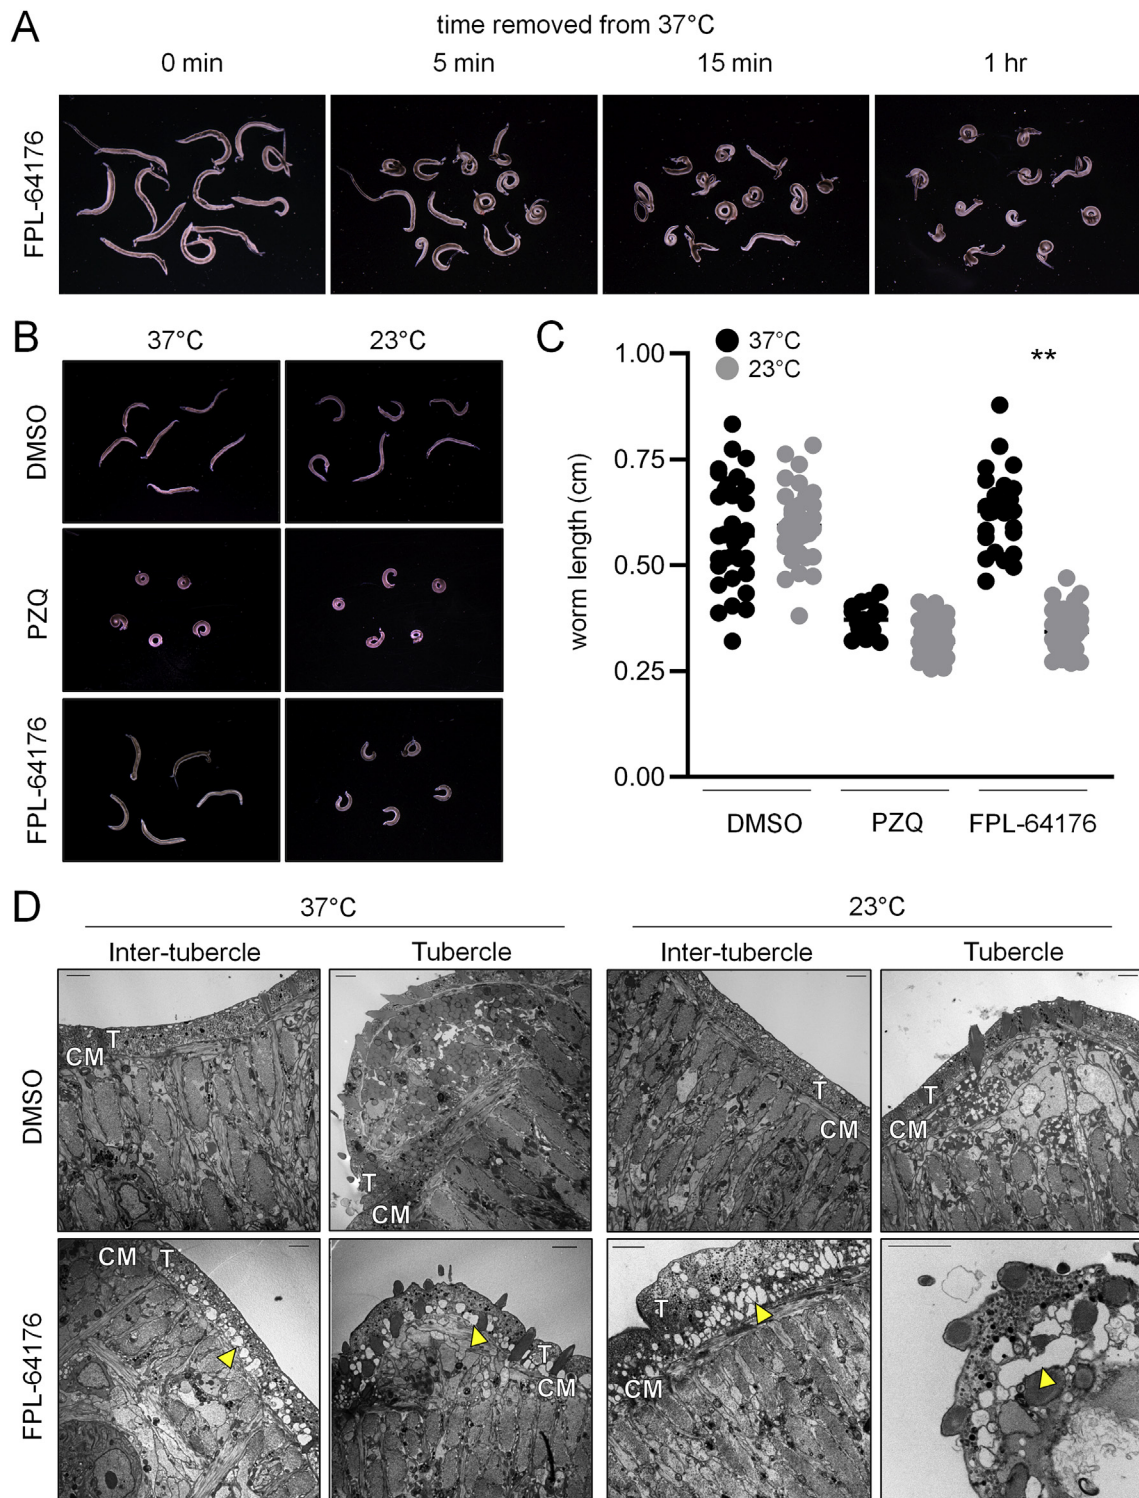 A
time removed from 37°C
0 min 5 min 15 min 1 hr
FPL-64176
B
37°C 23°C
DMSO
PZQ
FPL-64176
C
37°C
23°C
**
1.00
0.75
0.50
0.25
0.00
worm length (cm)
DMSO PZQ FPL-64176
D
37°C 23°C
Inter-tubercle Tubercle Inter-tubercle Tubercle
DMSO
T
CM
T
CM
T
CM
T
CM
FPL-64176
CM T
T
CM
T
CM